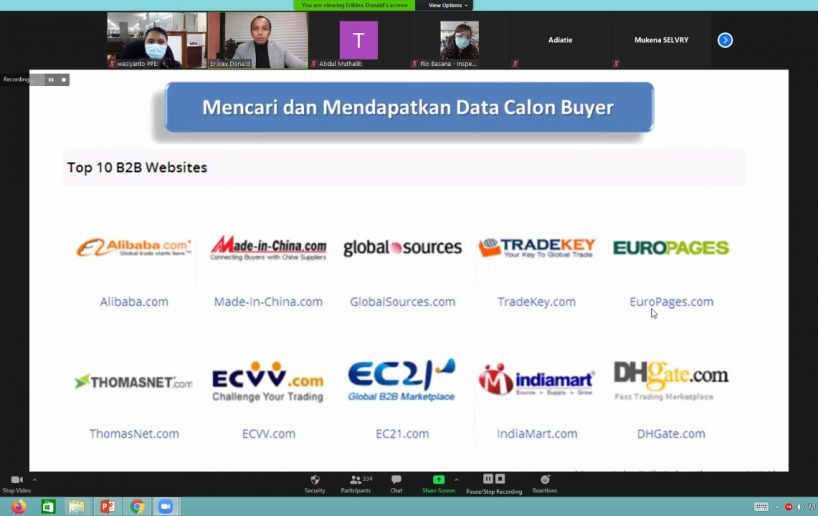 You are viewing Ericlex Donald's screen
View Options
wasiyanto PPEI
Ericlex Donald
Abdul Muthalib
Rio Basana - Inspe...
Adiatie
Mukena SELVRY
Recording...
Mencari dan Mendapatkan Data Calon Buyer
Top 10 B2B Websites
Alibaba.com
Global trade starts here.™
Made-in-China.com
Connecting Buyers with China Suppliers
global sources
TRADEKEY
Your Key To Global Trade
EUROPAGES
Alibaba.com
Made-In-China.com
GlobalSources.com
TradeKey.com
EuroPages.com
THOMASNET.com
ECVV.com
Challenge Your Trading
EC21
Global B2B Marketplace
indiamart
Source > Supply > Grow
DHgate.com
Fast Trading Marketplace
ThomasNet.com
ECVV.com
EC21.com
IndiaMart.com
DHGate.com
Stop Video
Security
334
Participants
Chat
Share Screen
Pause/Stop Recording
Reactions